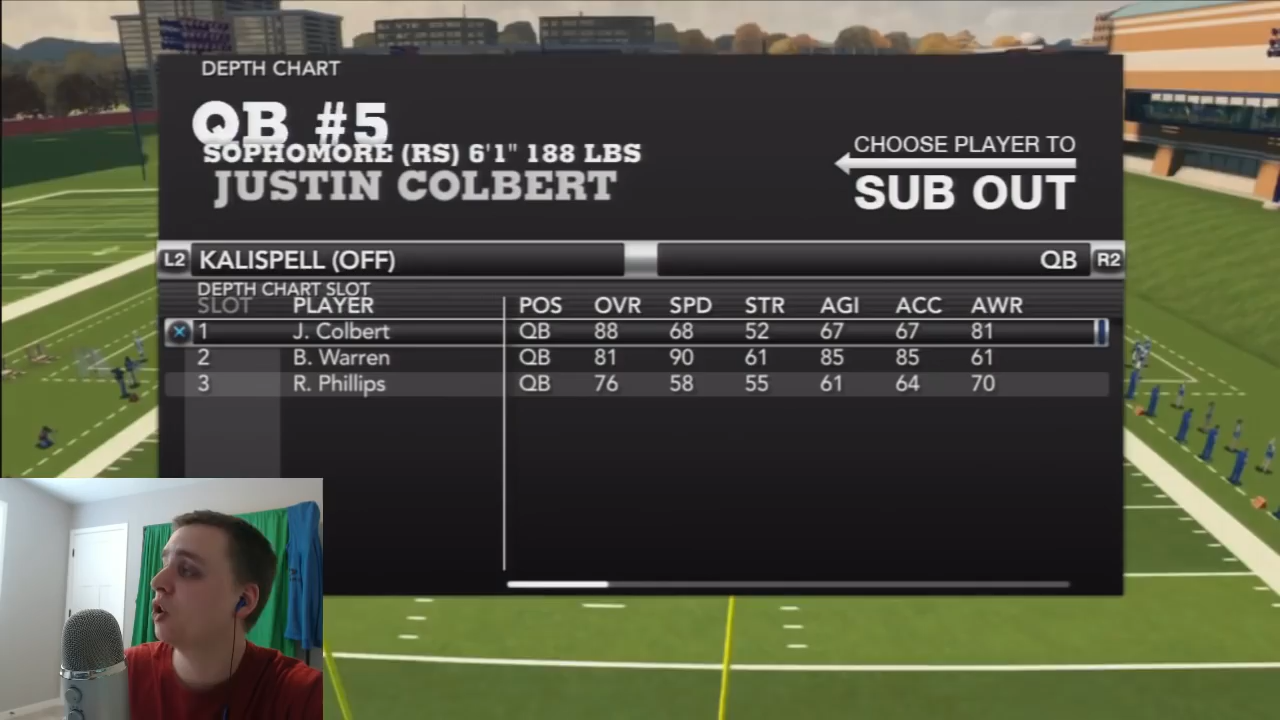 DEPTH CHART
QB #5
SOPHOMORE (RS) 6'1" 188 LBS
JUSTIN COLBERT
CHOOSE PLAYER TO
SUB OUT
L2 KALISPELL (OFF) QB R2
DEPTH CHART SLOT
SLOT PLAYER POS OVR SPD STR AGI ACC AWR
1 J. Colbert QB 88 68 52 67 67 81
2 B. Warren QB 81 90 61 85 85 61
3 R. Phillips QB 76 58 55 61 64 70